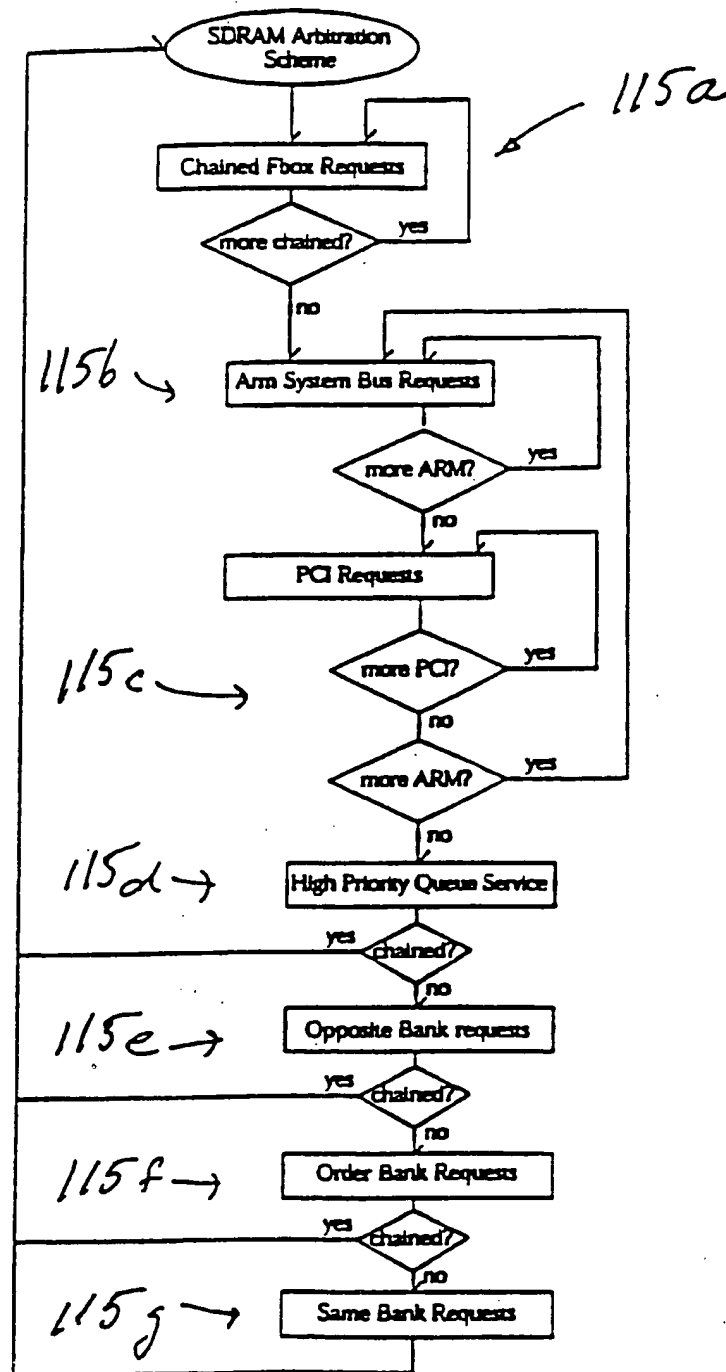 SDRAM Arbitration
Scheme
115a
Chained Fbox Requests
more chained?
yes
no
115b
Arm System Bus Requests
more ARM?
yes
no
PCI Requests
115c
more PCI?
yes
no
more ARM?
yes
no
115d
High Priority Queue Service
yes
chained?
no
115e
Opposite Bank requests
yes
chained?
no
115f
Order Bank Requests
yes
chained?
no
115g
Same Bank Requests